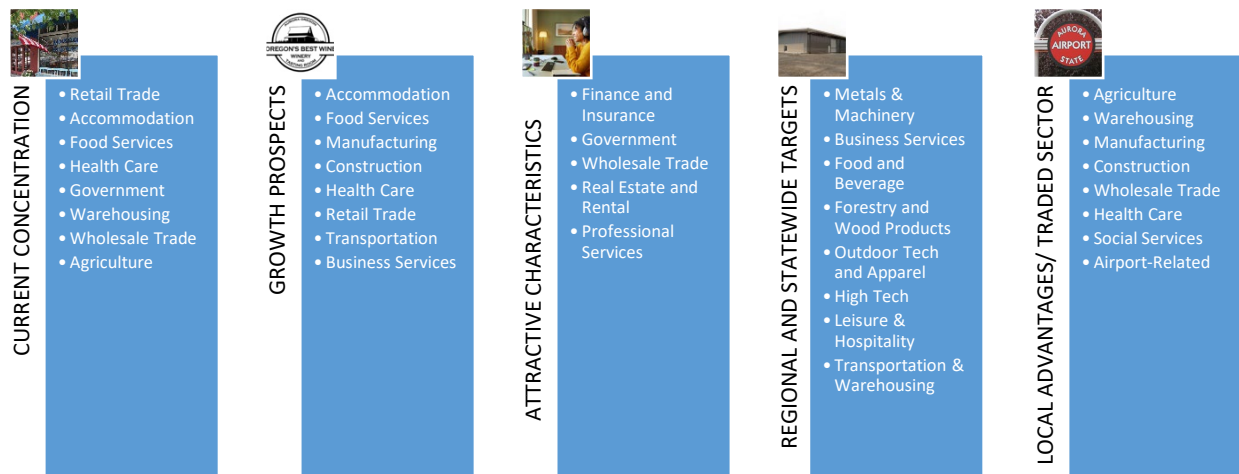 CURRENT CONCENTRATION
• Retail Trade
• Accommodation
• Food Services
• Health Care
• Government
• Warehousing
• Wholesale Trade
• Agriculture
OREGON'S BEST WINE
WINERY
AND
TASTING ROOM
GROWTH PROSPECTS
• Accommodation
• Food Services
• Manufacturing
• Construction
• Health Care
• Retail Trade
• Transportation
• Business Services
ATTRACTIVE CHARACTERISTICS
• Finance and
Insurance
• Government
• Wholesale Trade
• Real Estate and
Rental
• Professional
Services
REGIONAL AND STATEWIDE TARGETS
• Metals &
Machinery
• Business Services
• Food and
Beverage
• Forestry and
Wood Products
• Outdoor Tech
and Apparel
• High Tech
• Leisure &
Hospitality
• Transportation &
Warehousing
AURORA
AIRPORT
STATE
LOCAL ADVANTAGES/ TRADED SECTOR
• Agriculture
• Warehousing
• Manufacturing
• Construction
• Wholesale Trade
• Health Care
• Social Services
• Airport-Related